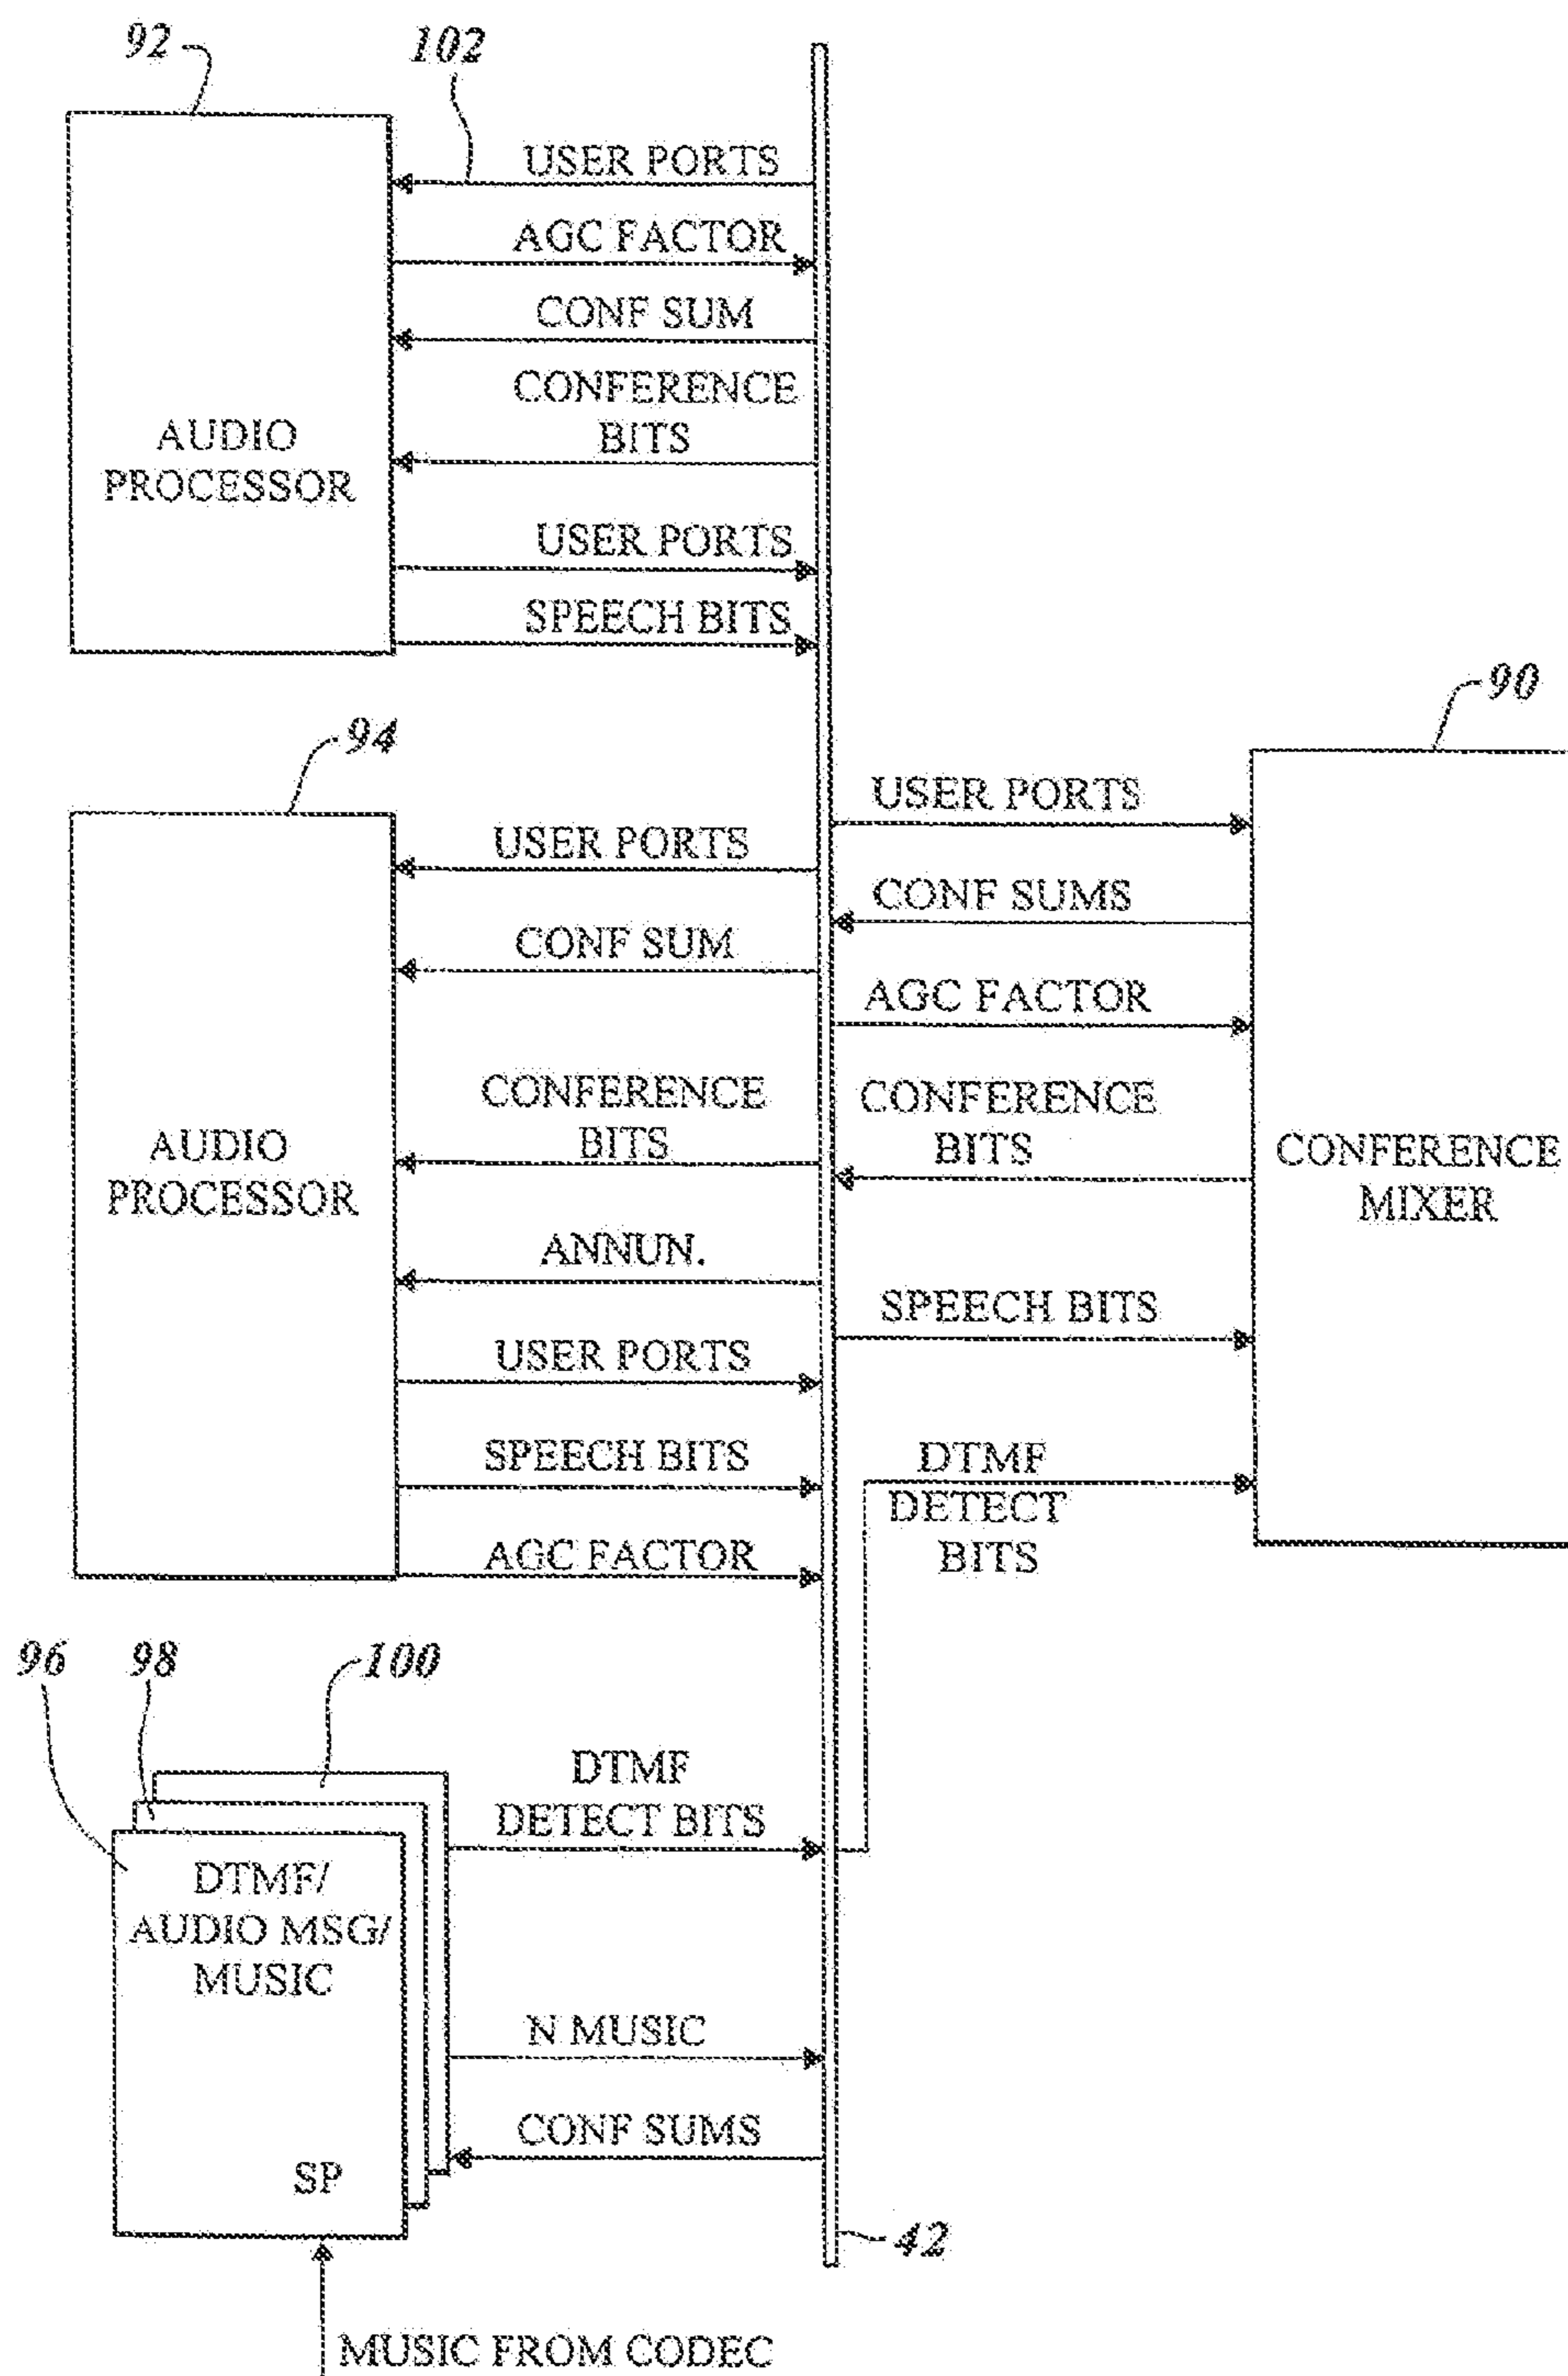 92
102
USER PORTS
AGC FACTOR
CONF SUM
CONFERENCE
BITS
AUDIO
PROCESSOR
USER PORTS
SPEECH BITS
90
94
USER PORTS
CONF SUM
CONFERENCE
BITS
ANNUN.
AUDIO
PROCESSOR
USER PORTS
SPEECH BITS
AGC FACTOR
USER PORTS
CONF SUMS
AGC FACTOR
CONFERENCE
BITS
SPEECH BITS
DTMF
DETECT
BITS
CONFERENCE
MIXER
96
98
100
DTMF
DETECT BITS
DTMF/
AUDIO MSG/
MUSIC
SP
N MUSIC
CONF SUMS
42
MUSIC FROM CODEC